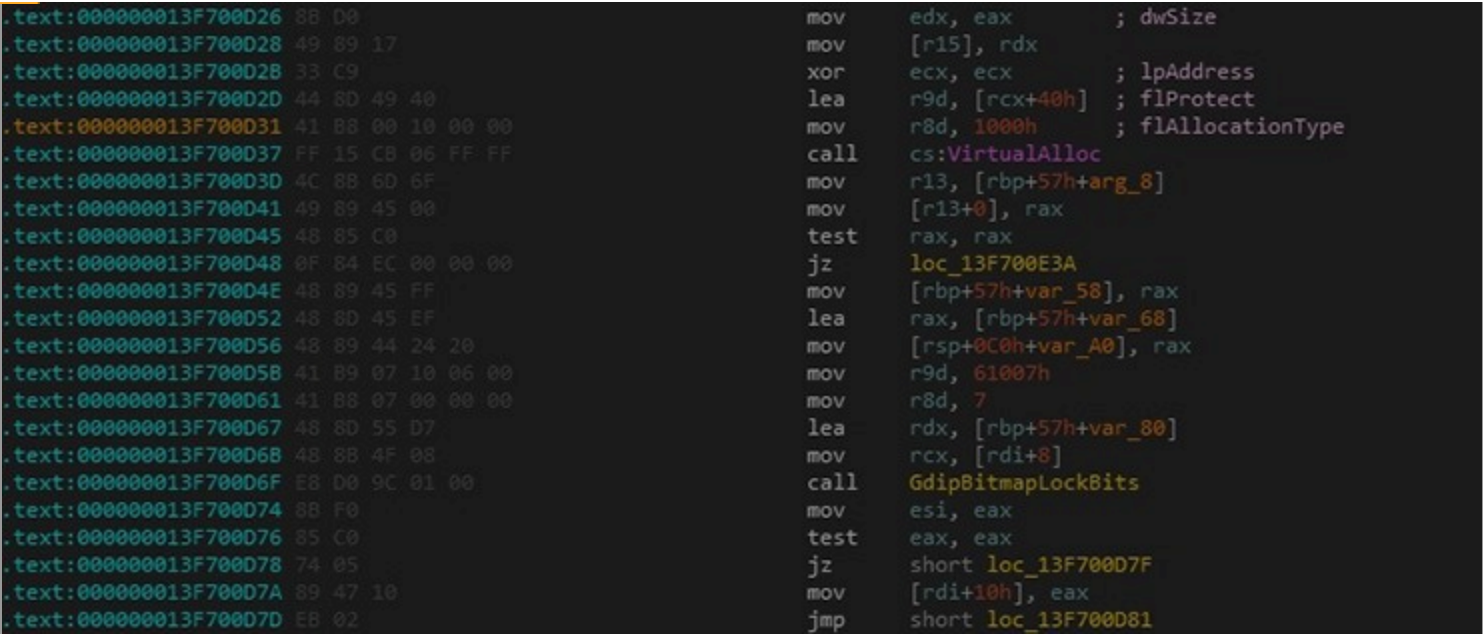 .text:000000013F700D26 8B D0 mov edx, eax ; dwSize
.text:000000013F700D28 49 89 17 mov [r15], rdx
.text:000000013F700D2B 33 C9 xor ecx, ecx ; lpAddress
.text:000000013F700D2D 44 8D 49 40 lea r9d, [rcx+40h] ; flProtect
.text:000000013F700D31 41 B8 00 10 00 00 mov r8d, 1000h ; flAllocationType
.text:000000013F700D37 FF 15 CB 06 FF FF call cs:VirtualAlloc
.text:000000013F700D3D 4C 8B 6D 6F mov r13, [rbp+57h+arg_8]
.text:000000013F700D41 49 89 45 00 mov [r13+0], rax
.text:000000013F700D45 48 85 C0 test rax, rax
.text:000000013F700D48 0F 84 EC 00 00 00 jz loc_13F700E3A
.text:000000013F700D4E 48 89 45 FF mov [rbp+57h+var_58], rax
.text:000000013F700D52 48 8D 45 EF lea rax, [rbp+57h+var_68]
.text:000000013F700D56 48 89 44 24 20 mov [rsp+0C0h+var_A0], rax
.text:000000013F700D5B 41 B9 07 10 06 00 mov r9d, 61007h
.text:000000013F700D61 41 B8 07 00 00 00 mov r8d, 7
.text:000000013F700D67 48 8D 55 D7 lea rdx, [rbp+57h+var_80]
.text:000000013F700D6B 48 8B 4F 08 mov rcx, [rdi+8]
.text:000000013F700D6F E8 D0 9C 01 00 call GdipBitmapLockBits
.text:000000013F700D74 8B F0 mov esi, eax
.text:000000013F700D76 85 C0 test eax, eax
.text:000000013F700D78 74 05 jz short loc_13F700D7F
.text:000000013F700D7A 89 47 10 mov [rdi+10h], eax
.text:000000013F700D7D EB 02 jmp short loc_13F700D81